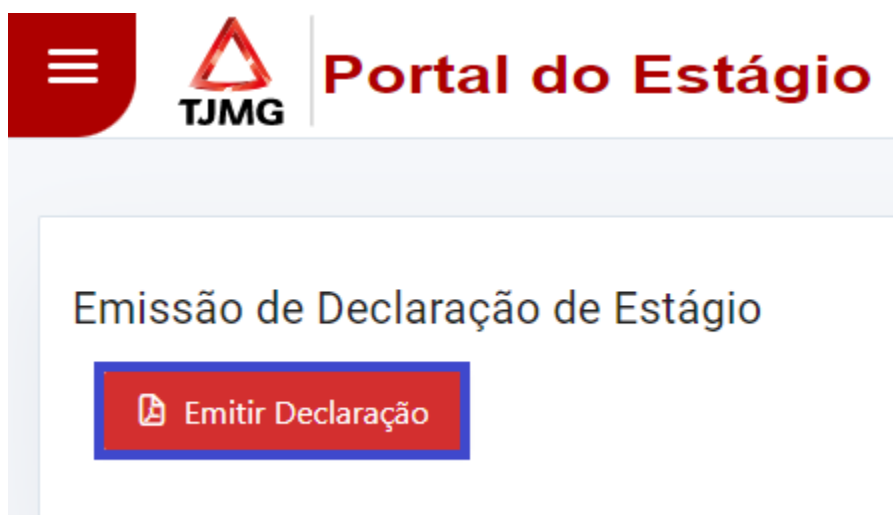 TJMG
Portal do Estágio
Emissão de Declaração de Estágio
Emitir Declaração